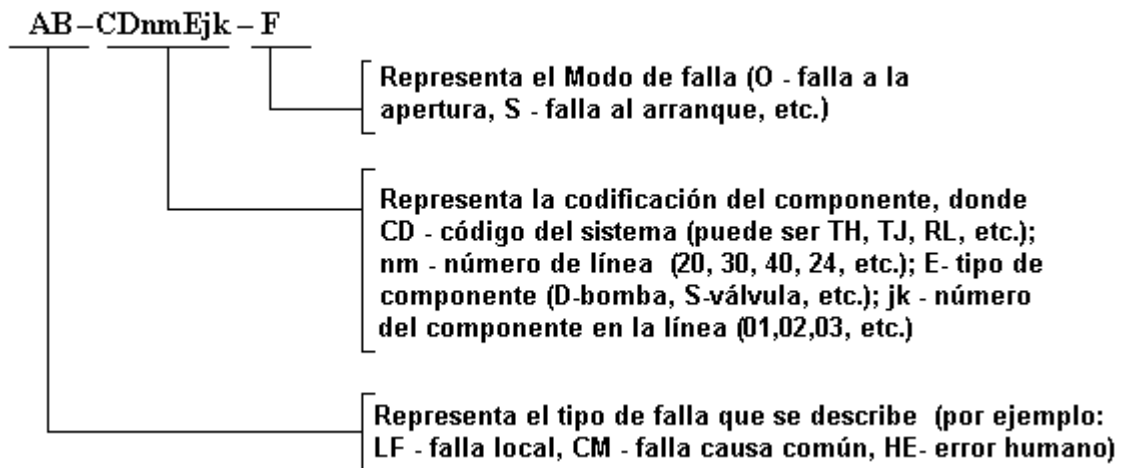 AB-CDnmEjk - F
Representa el Modo de falla (O - falla a la
apertura, S - falla al arranque, etc.)
Representa la codificación del componente, donde
CD - código del sistema (puede ser TH, TJ, RL, etc.);
nm - número de línea (20, 30, 40, 24, etc.); E- tipo de
componente (D-bomba, S-válvula, etc.); jk - número
del componente en la línea (01,02,03, etc.)
Representa el tipo de falla que se describe (por ejemplo:
LF - falla local, CM - falla causa común, HE- error humano)